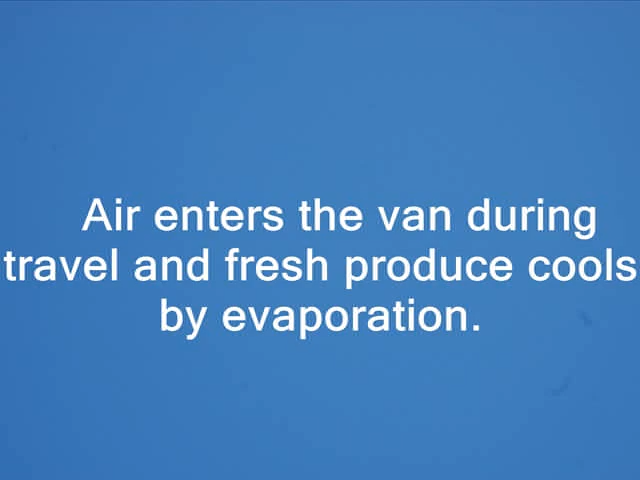 Air enters the van during
travel and fresh produce cools
by evaporation.